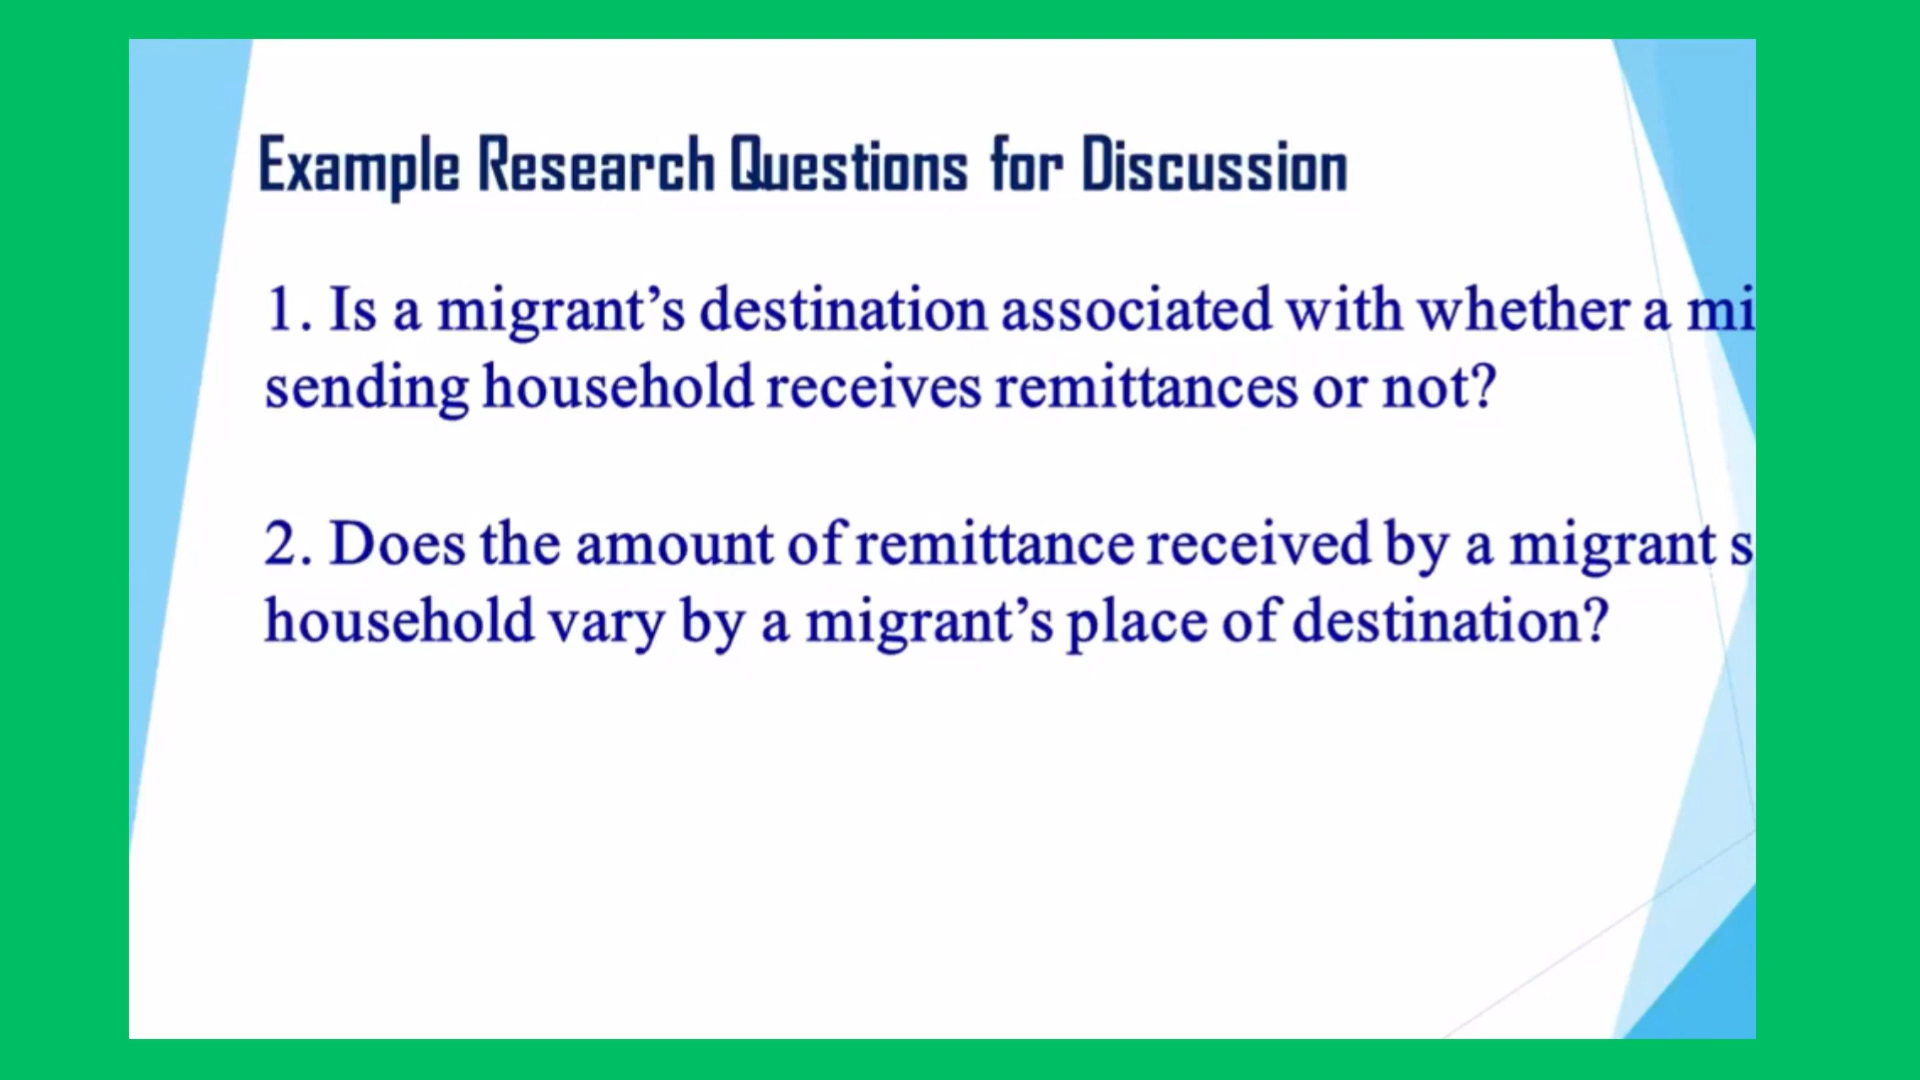 Example Research Questions for Discussion
1. Is a migrant’s destination associated with whether a mi
sending household receives remittances or not?
2. Does the amount of remittance received by a migrant s
household vary by a migrant’s place of destination?